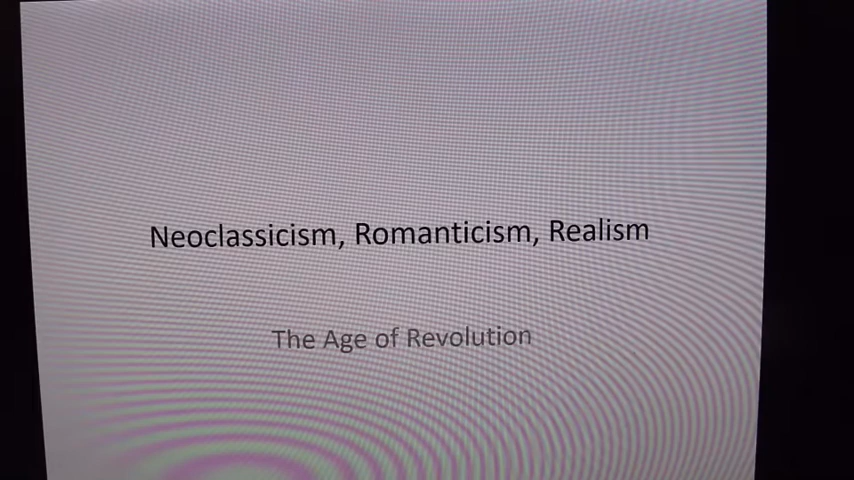 Neoclassicism, Romanticism, Realism
The Age of Revolution